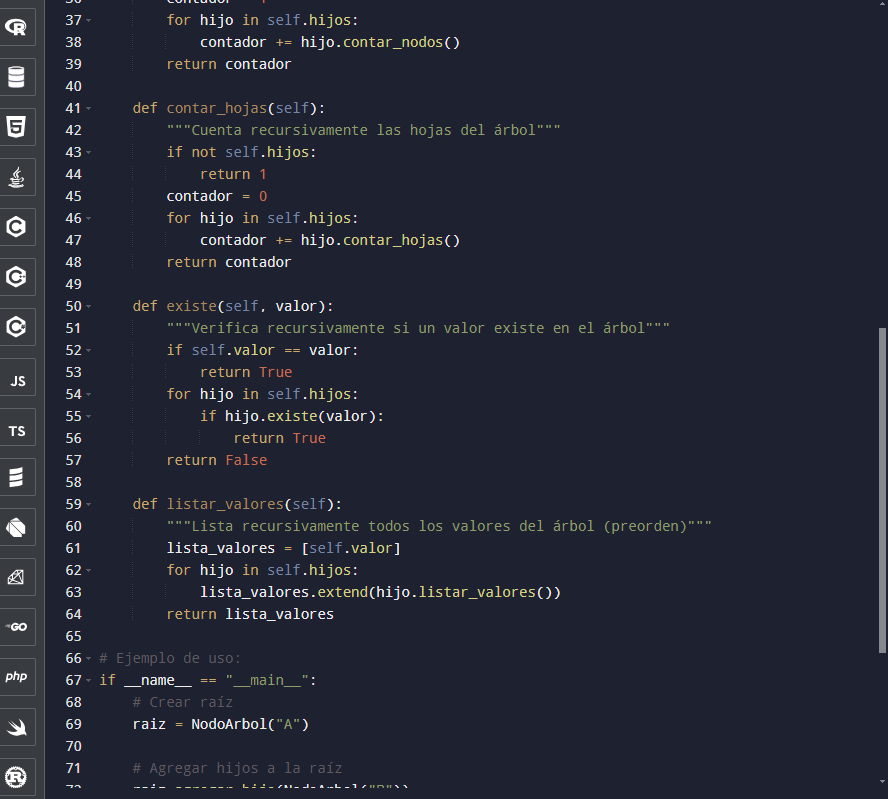 37 for hijo in self.hijos:
38 contador += hijo.contar_nodos()
39 return contador
40
41 def contar_hojas(self):
42 """Cuenta recursivamente las hojas del árbol"""
43 if not self.hijos:
44 return 1
45 contador = 0
46 for hijo in self.hijos:
47 contador += hijo.contar_hojas()
48 return contador
49
50 def existe(self, valor):
51 """Verifica recursivamente si un valor existe en el árbol"""
52 if self.valor == valor:
53 return True
54 for hijo in self.hijos:
55 if hijo.existe(valor):
56 return True
57 return False
58
59 def listar_valores(self):
60 """Lista recursivamente todos los valores del árbol (preorden)"""
61 lista_valores = [self.valor]
62 for hijo in self.hijos:
63 lista_valores.extend(hijo.listar_valores())
64 return lista_valores
65
66 # Ejemplo de uso:
67 if __name__ == "__main__":
68 # Crear raíz
69 raiz = NodoArbol("A")
70
71 # Agregar hijos a la raíz
R
5
C
C
C
JS
TS
GO
php
R